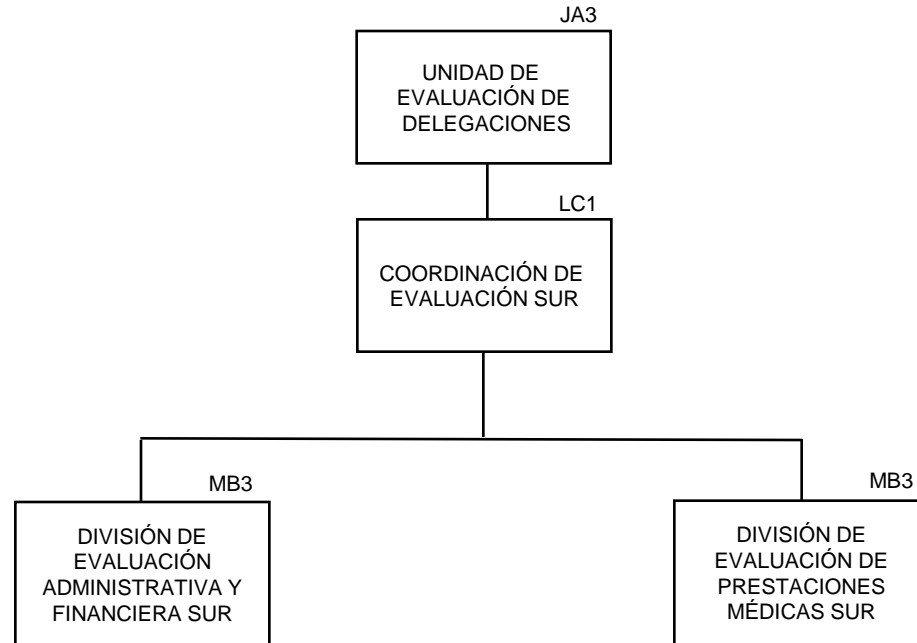 JA3
UNIDAD DE
EVALUACIÓN DE
DELEGACIONES
LC1
COORDINACIÓN DE
EVALUACIÓN SUR
MB3
DIVISIÓN DE
EVALUACIÓN
ADMINISTRATIVA Y
FINANCIERA SUR
MB3
DIVISIÓN DE
EVALUACIÓN DE
PRESTACIONES
MÉDICAS SUR